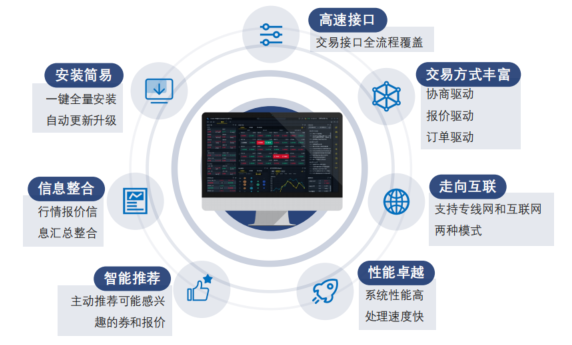 高速接口
交易接口全流程覆盖
安装简易
一键全量安装
自动更新升级
交易方式丰富
协商驱动
报价驱动
订单驱动
信息整合
行情报价信
息汇总整合
走向互联
支持专线网和互联网
两种模式
智能推荐
主动推荐可能感兴
趣的券和报价
性能卓越
系统性能高
处理速度快